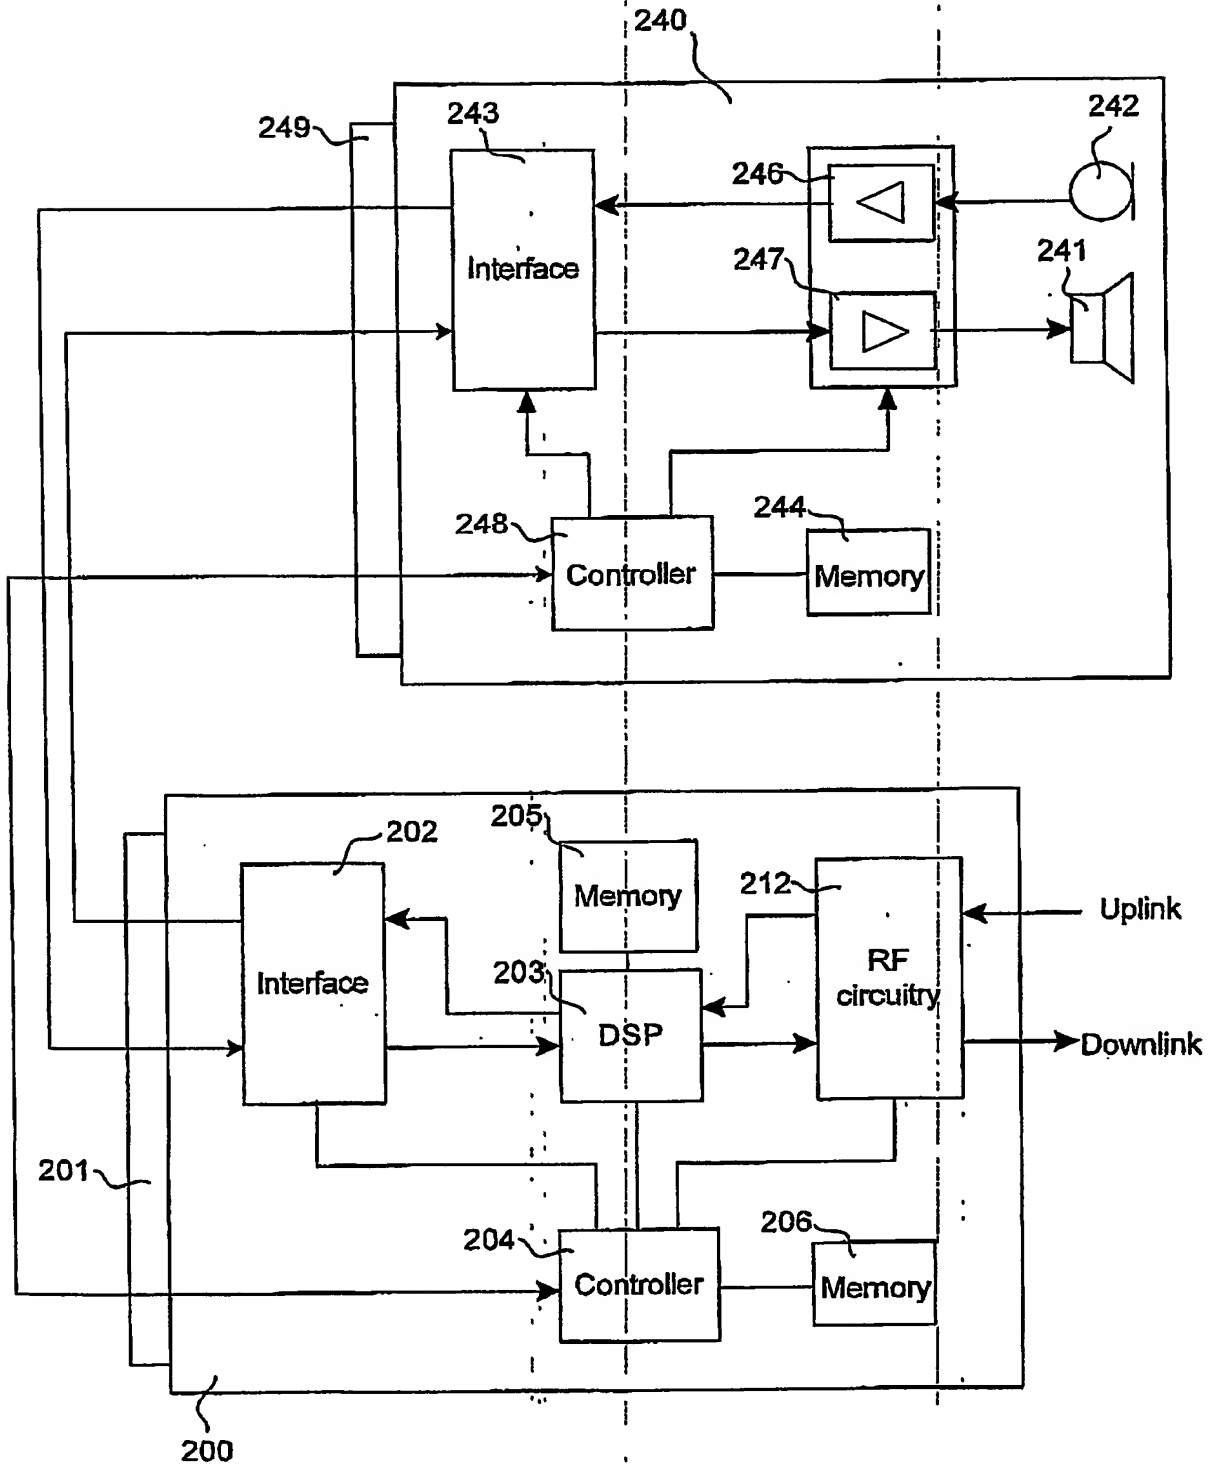 240
249
243
242
246
Interface
247
241
248
244
Controller
Memory
205
202
212
Memory
Uplink
203
RF
circuitry
Interface
DSP
Downlink
201
204
206
Controller
Memory
200